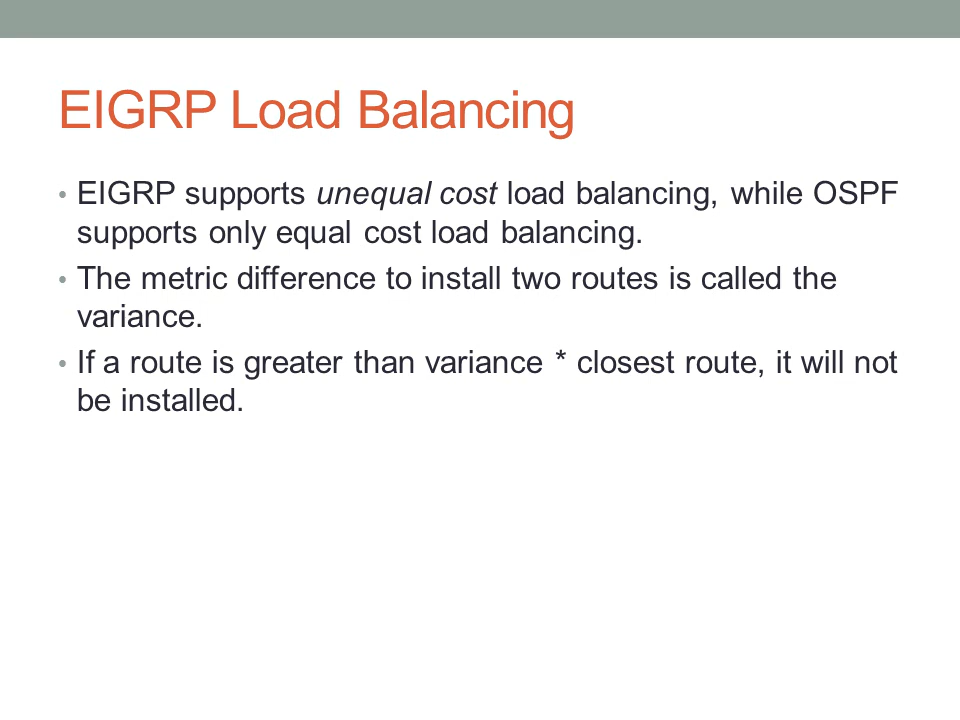 EIGRP Load Balancing
• EIGRP supports unequal cost load balancing, while OSPF
supports only equal cost load balancing.
• The metric difference to install two routes is called the
variance.
• If a route is greater than variance * closest route, it will not
be installed.